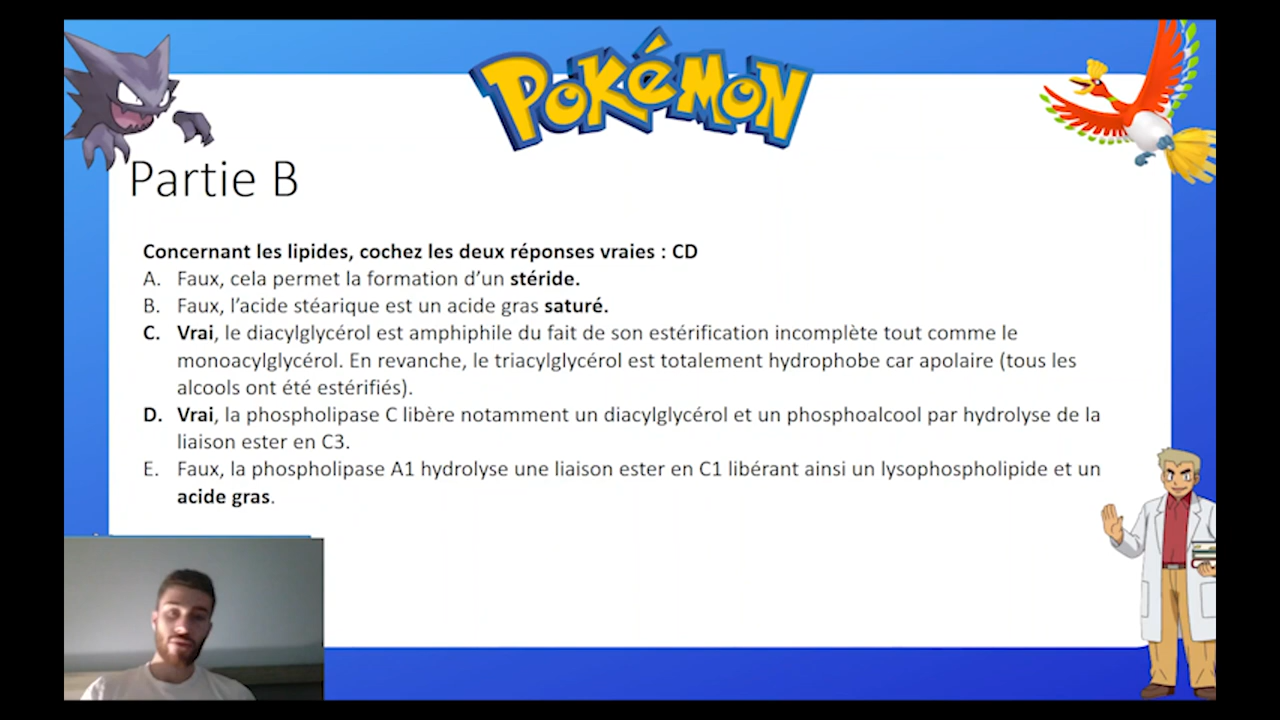 POKéMON
Partie B
Concernant les lipides, cochez les deux réponses vraies : CD
A. Faux, cela permet la formation d’un stéride.
B. Faux, l’acide stéarique est un acide gras saturé.
C. Vrai, le diacylglycérol est amphiphile du fait de son estérification incomplète tout comme le
monoacylglycérol. En revanche, le triacylglycérol est totalement hydrophobe car apolaire (tous les
alcools ont été estérifiés).
D. Vrai, la phospholipase C libère notamment un diacylglycérol et un phosphoalcool par hydrolyse de la
liaison ester en C3.
E. Faux, la phospholipase A1 hydrolyse une liaison ester en C1 libérant ainsi un lysophospholipide et un
acide gras.